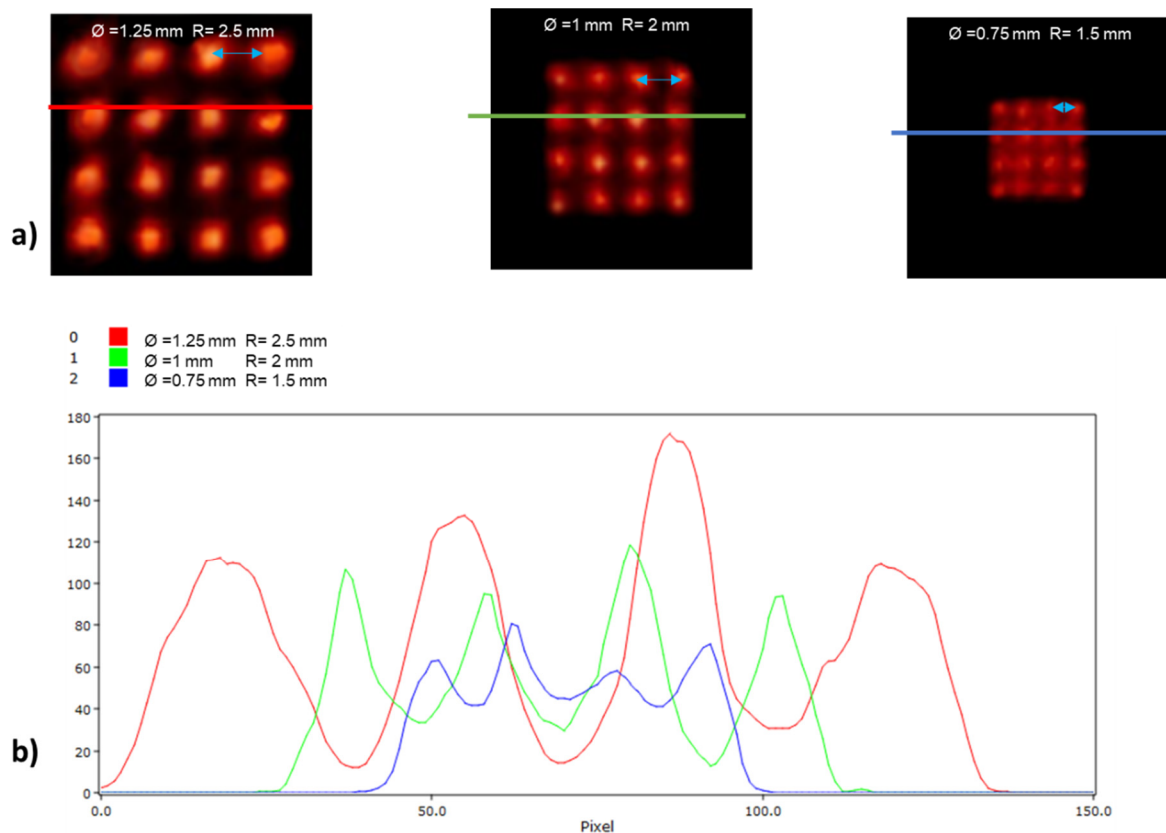 Ø =1.25 mm R= 2.5 mm
Ø =1 mm R= 2 mm
Ø =0.75 mm R= 1.5 mm
a)
0 Ø =1.25 mm R= 2.5 mm
1 Ø =1 mm R= 2 mm
2 Ø =0.75 mm R= 1.5 mm
180
160
140
120
100
80
60
40
20
0
b)
0.0 50.0 100.0 150.0
Pixel